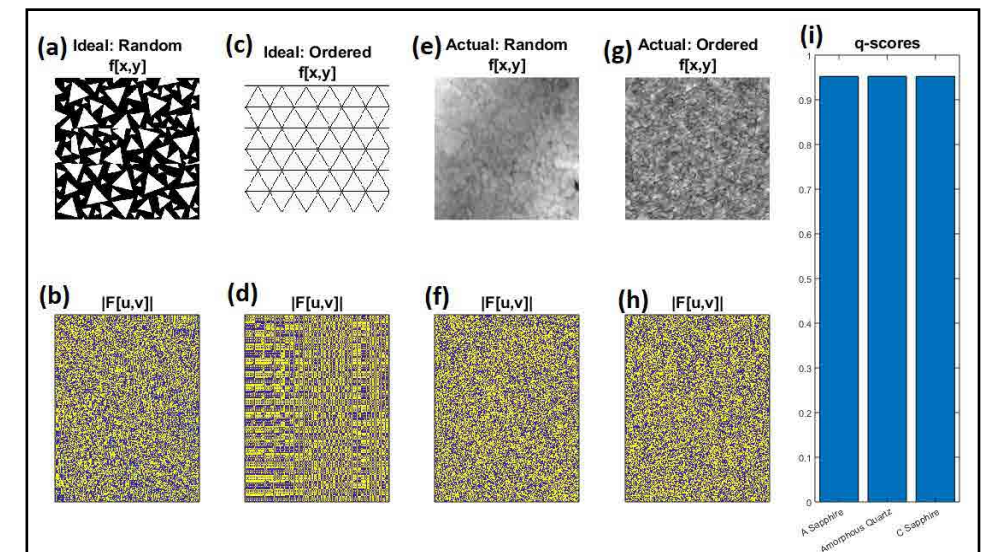 (a) Ideal: Random
f[x,y]
(c) Ideal: Ordered
f[x,y]
(e) Actual: Random
f[x,y]
(g) Actual: Ordered
f[x,y]
(b) |F[u,v]|
(d) |F[u,v]|
(f) |F[u,v]|
(h) |F[u,v]|
(i) q-scores
1
0.9
0.8
0.7
0.6
0.5
0.4
0.3
0.2
0.1
0
A Sapphire
Amorphous Quartz
C Sapphire